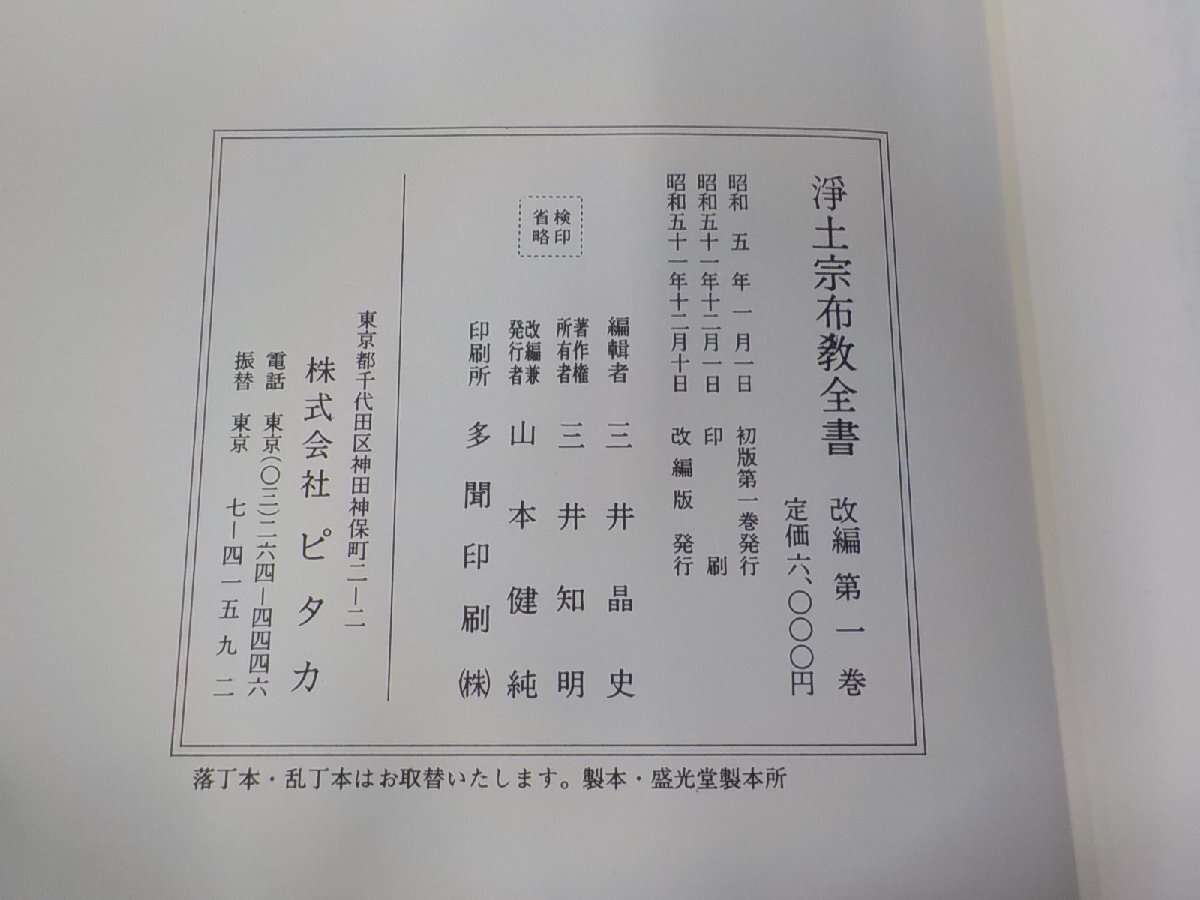 淨土宗布教全書 改編 第一巻
定価六、〇〇〇円
昭和五年一月一日 初版第一巻発行
昭和五十一年十二月一日 印刷
昭和五十一年十二月十日 改編版 発行
検印
省略
編輯者 三井晶史
著作権
所有者 三井知明
改編兼
発行者 山本健純
印刷所 多聞印刷㈱
東京都千代田区神田神保町二―二
株式会社ピタカ
電話 東京(〇三)二六四―四四四六
振替 東京 七―四一五九二
落丁本・乱丁本はお取替いたします。製本・盛光堂製本所